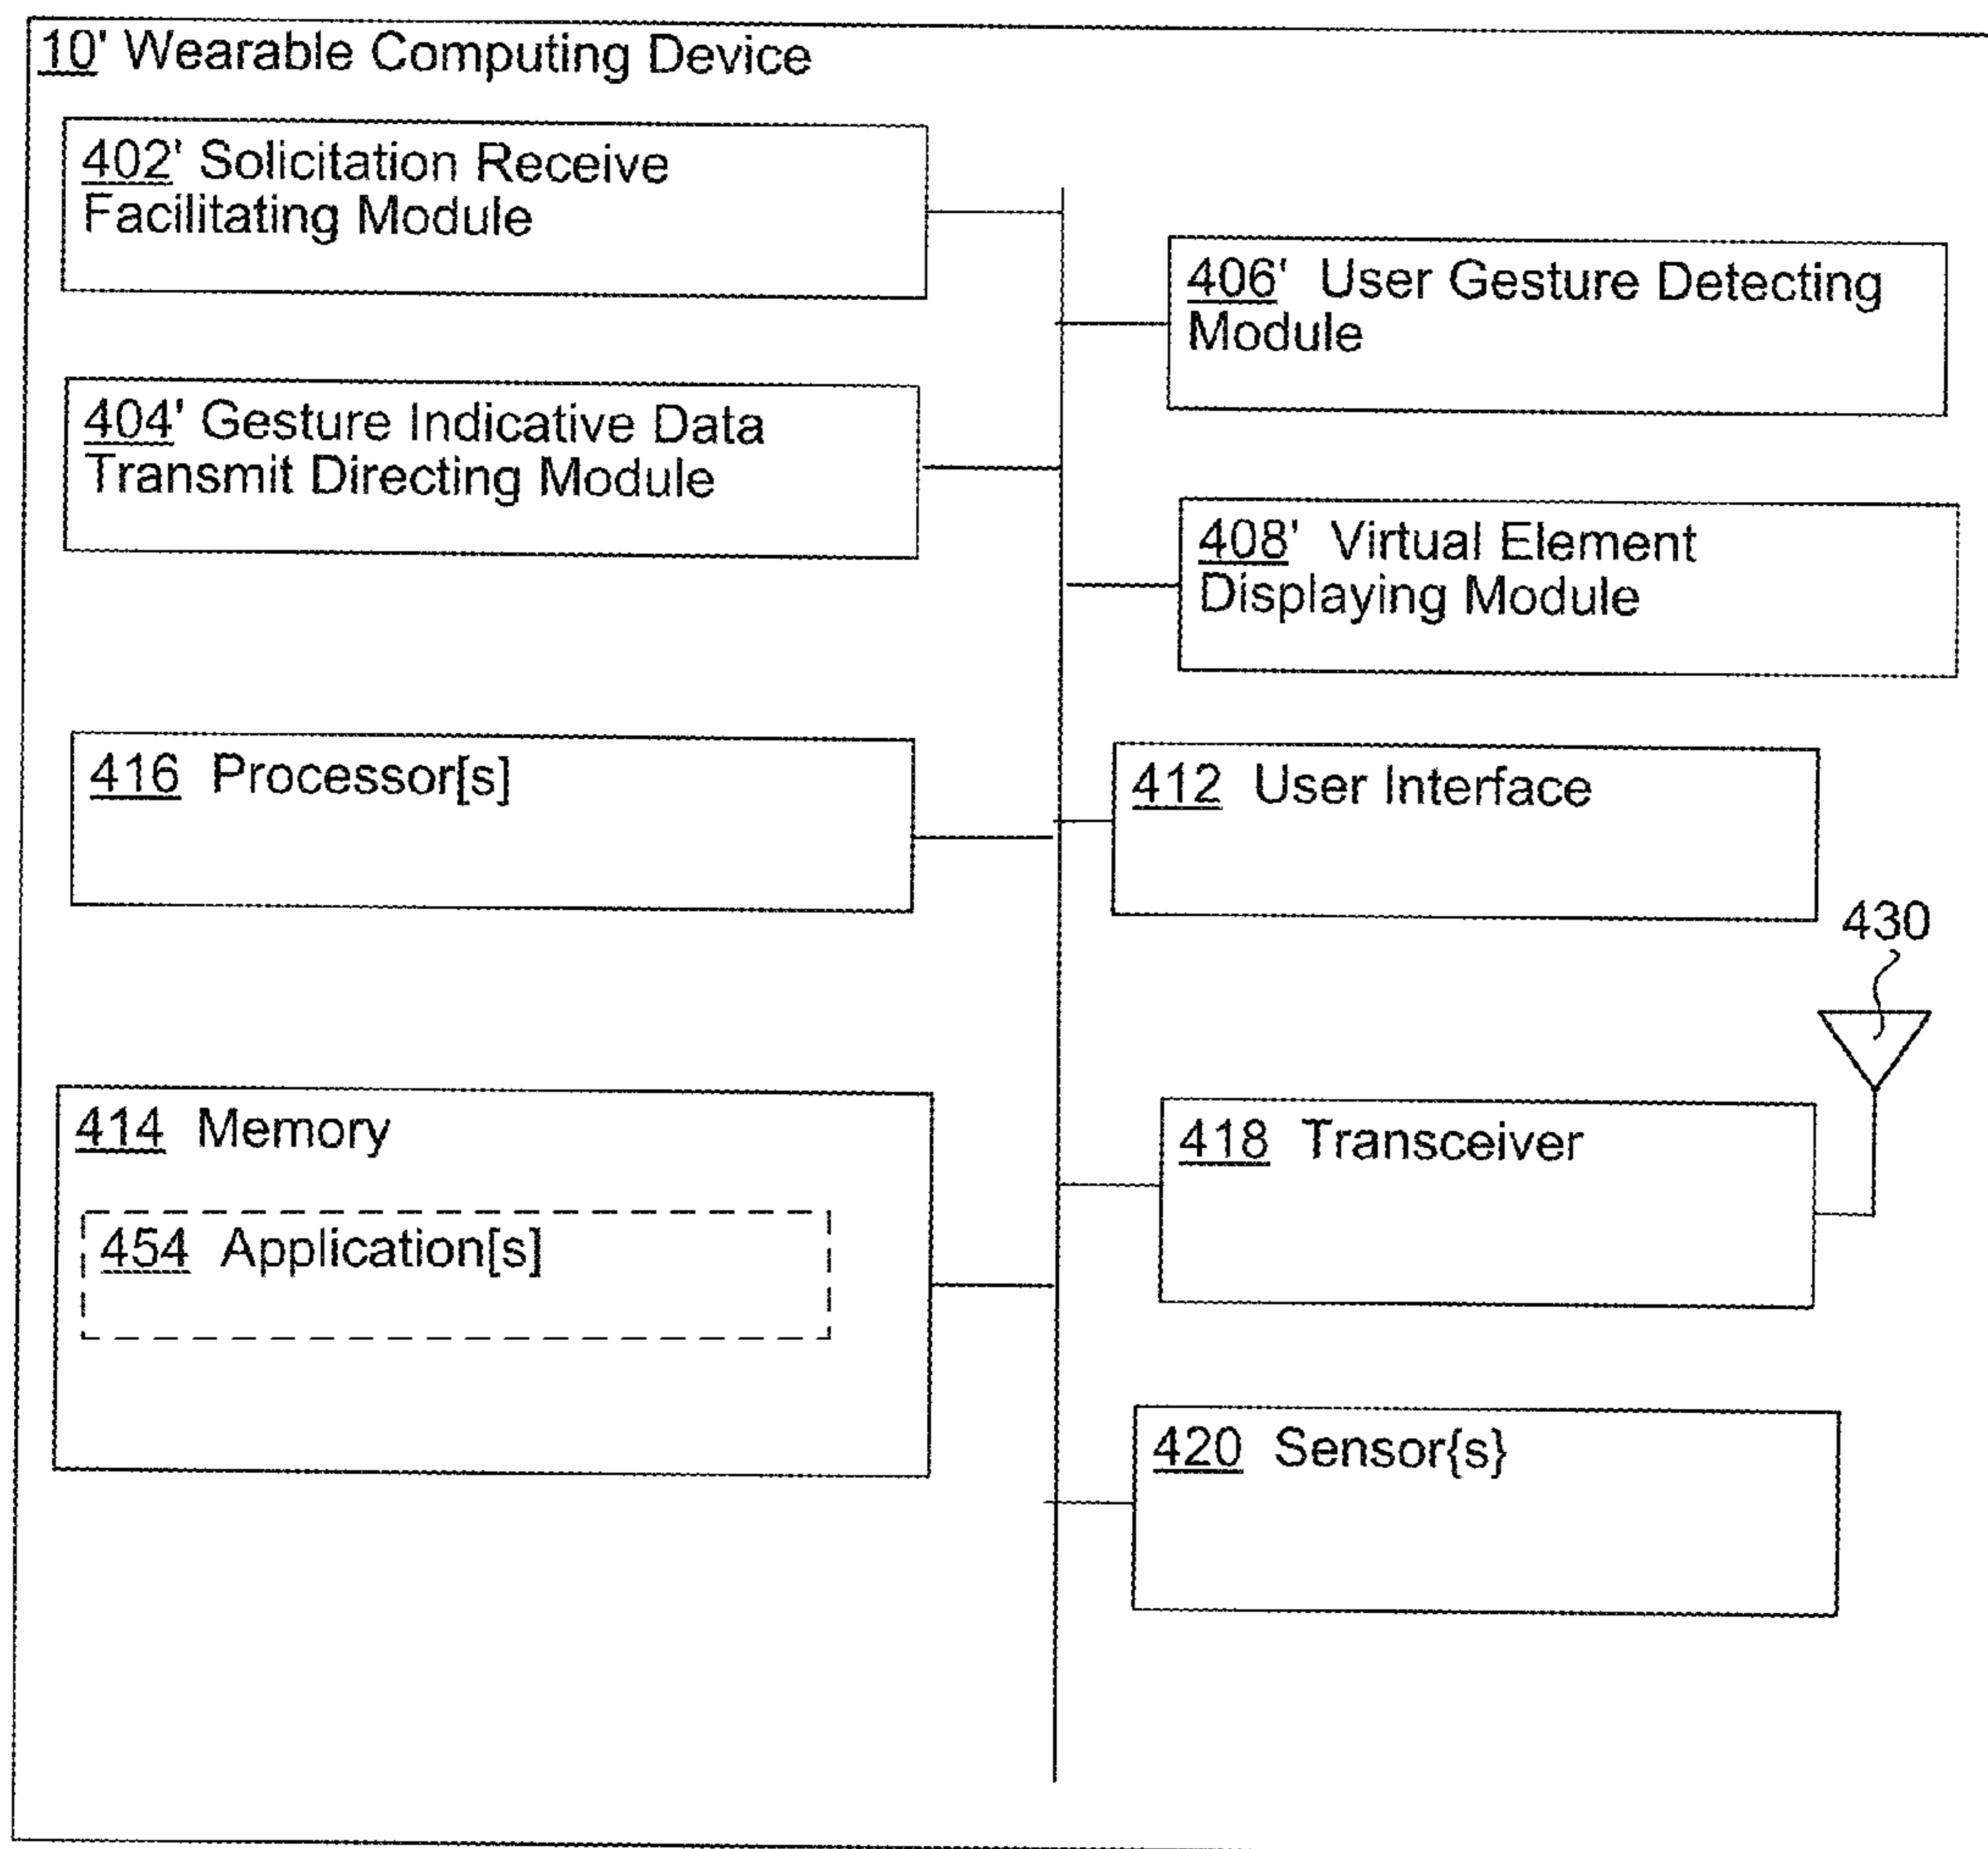 10' Wearable Computing Device
402' Solicitation Receive
Facilitating Module
406' User Gesture Detecting
Module
404' Gesture Indicative Data
Transmit Directing Module
408' Virtual Element
Displaying Module
416 Processor[s]
412 User Interface
430
414 Memory
418 Transceiver
454 Application[s]
420 Sensor{s}